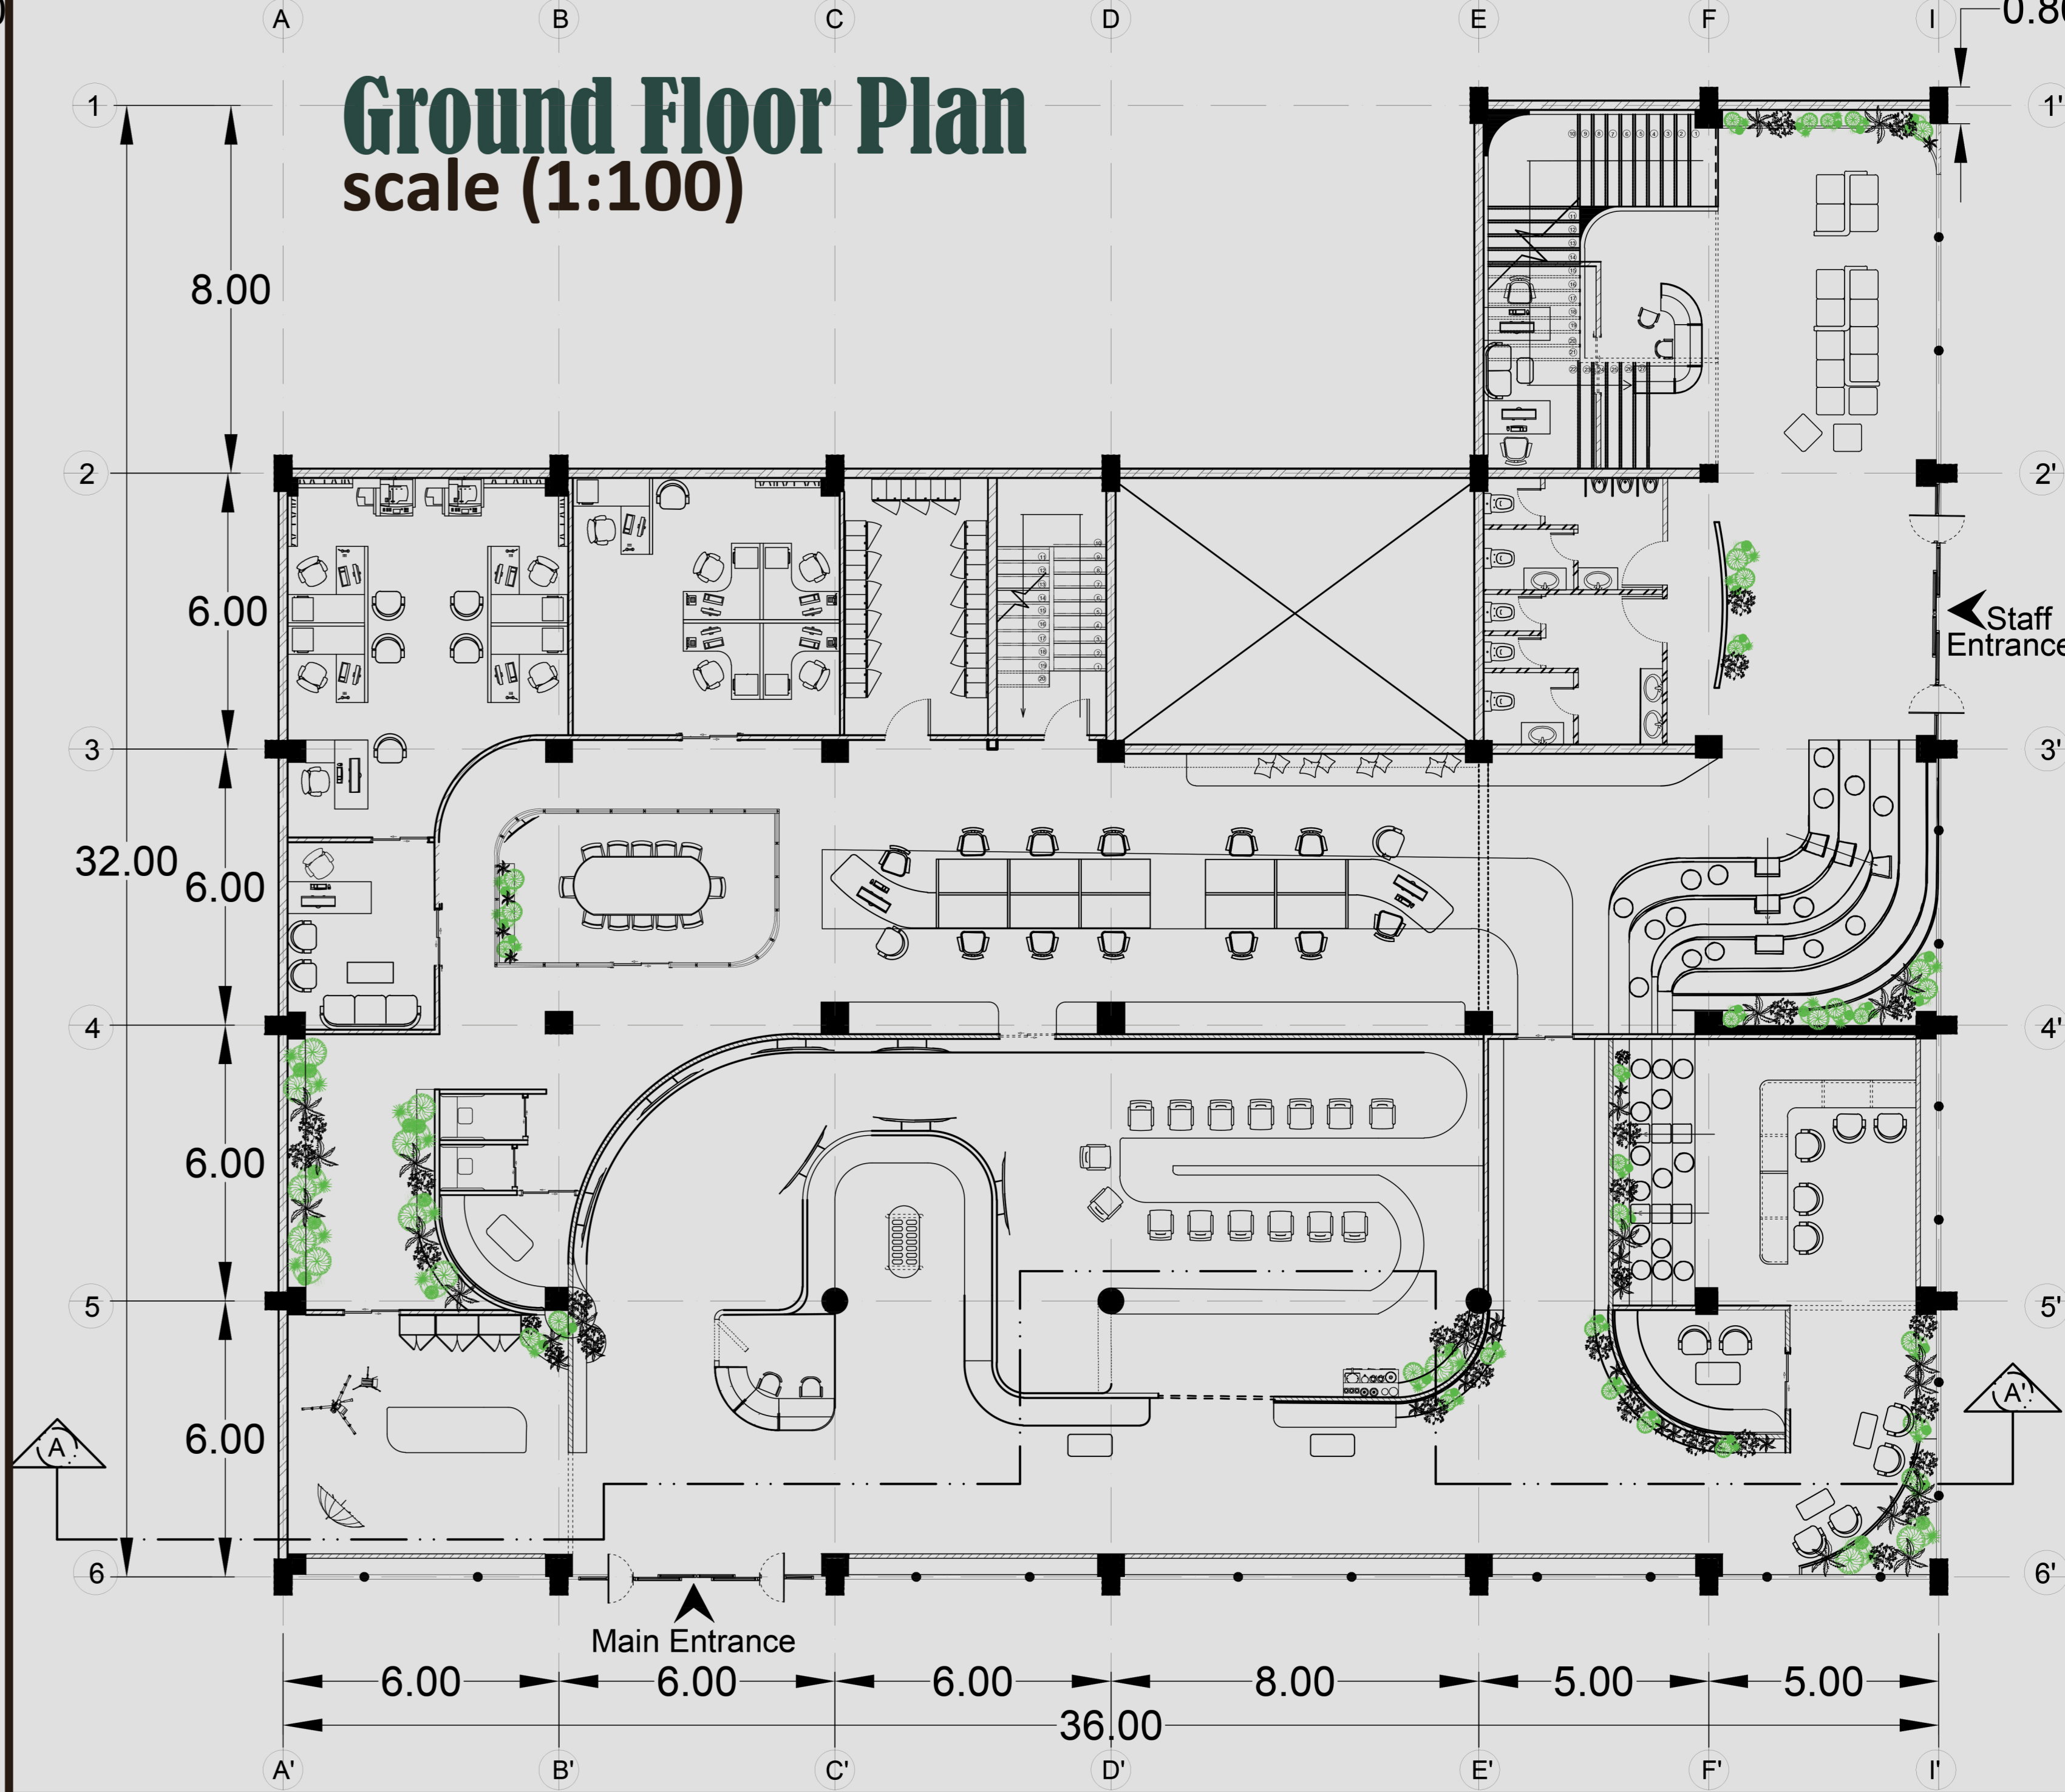 A B C D E F I
0.80
Ground Floor Plan
scale (1:100)
1 1'
8.00
2 2'
6.00
Staff
Entrance
3 3'
32.00
6.00
4 4'
6.00
5 5'
6.00
A A'
6 6'
Main Entrance
6.00 6.00 6.00 8.00 5.00 5.00
36.00
A' B' C' D' E' F' I'